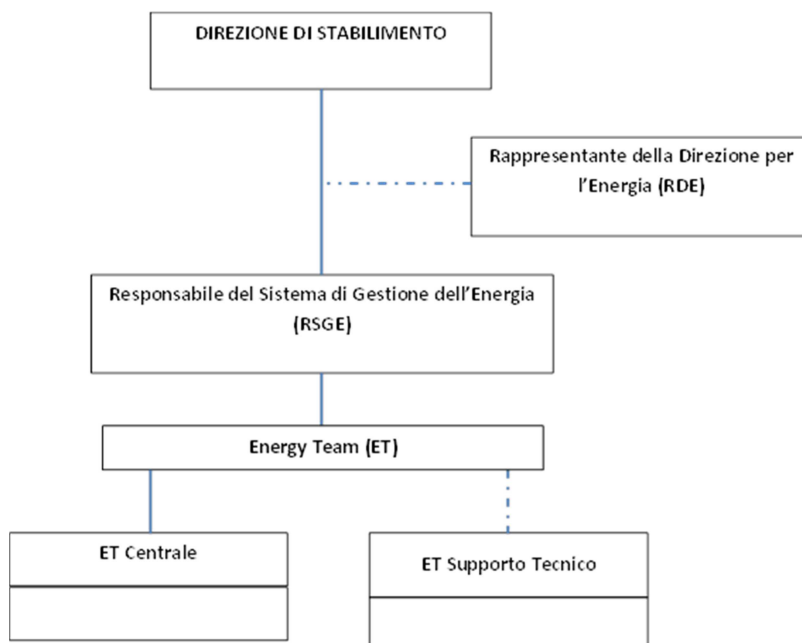 DIREZIONE DI STABILIMENTO
Rappresentante della Direzione per
l'Energia (RDE)
Responsabile del Sistema di Gestione dell'Energia
(RSGE)
Energy Team (ET)
ET Centrale
ET Supporto Tecnico